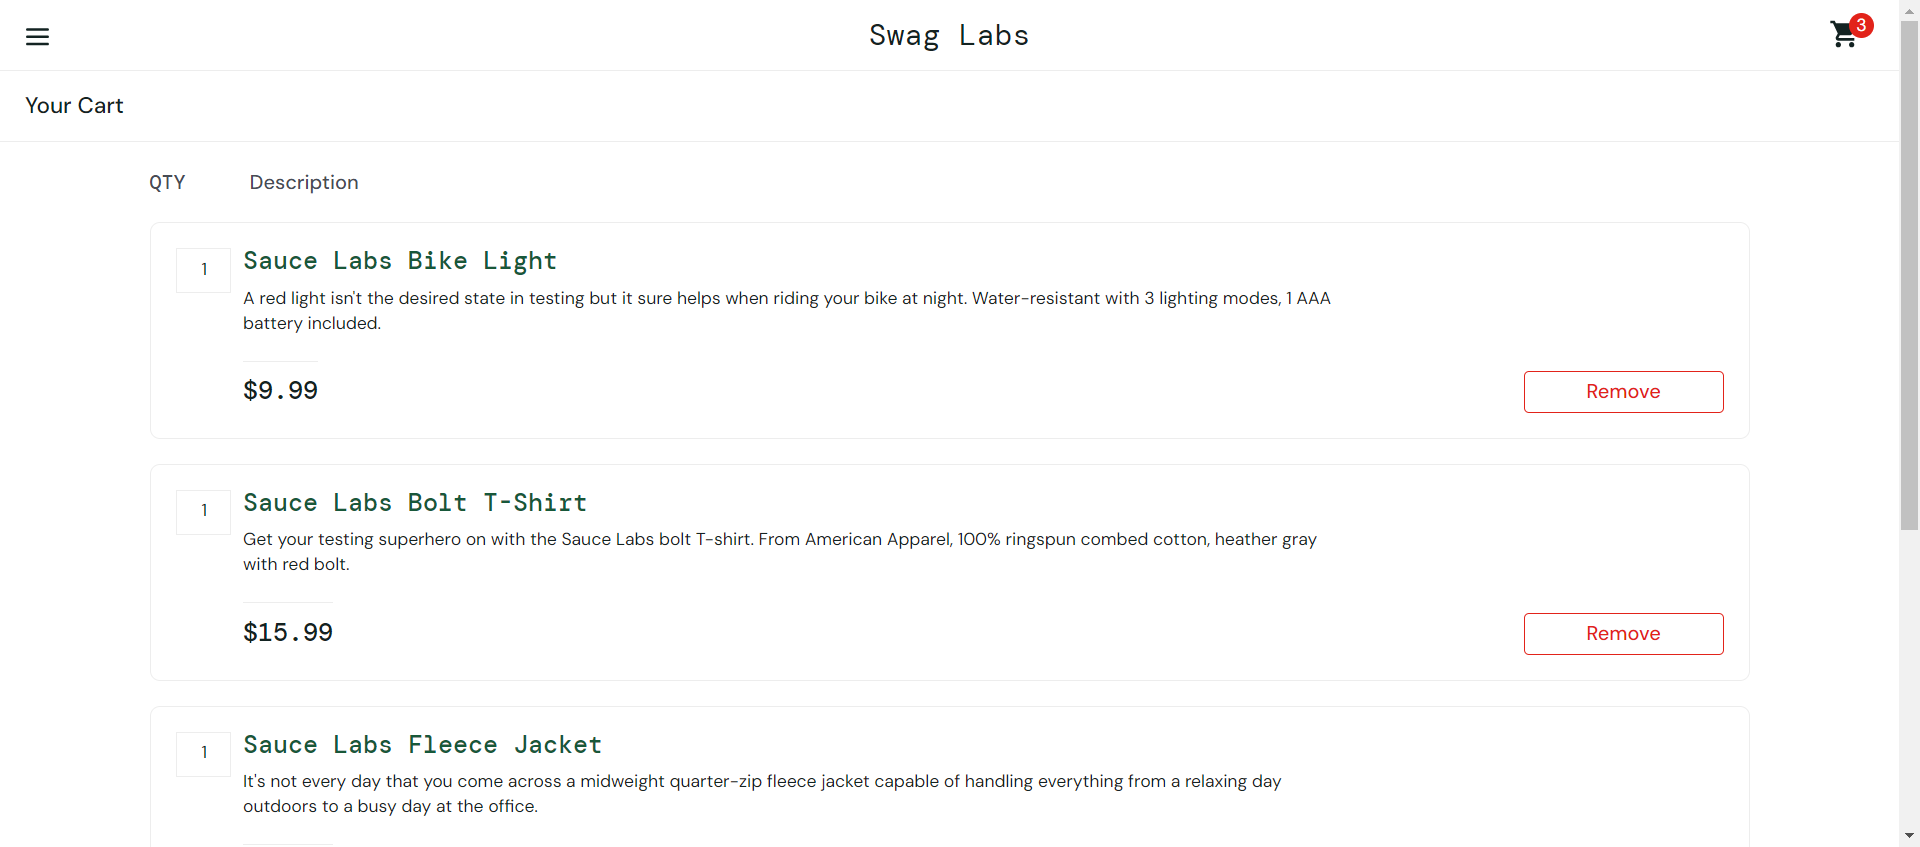 Swag Labs
3
Your Cart
QTY Description
1
Sauce Labs Bike Light
A red light isn't the desired state in testing but it sure helps when riding your bike at night. Water-resistant with 3 lighting modes, 1 AAA
battery included.
$9.99
Remove
1
Sauce Labs Bolt T-Shirt
Get your testing superhero on with the Sauce Labs bolt T-shirt. From American Apparel, 100% ringspun combed cotton, heather gray
with red bolt.
$15.99
Remove
1
Sauce Labs Fleece Jacket
It's not every day that you come across a midweight quarter-zip fleece jacket capable of handling everything from a relaxing day
outdoors to a busy day at the office.